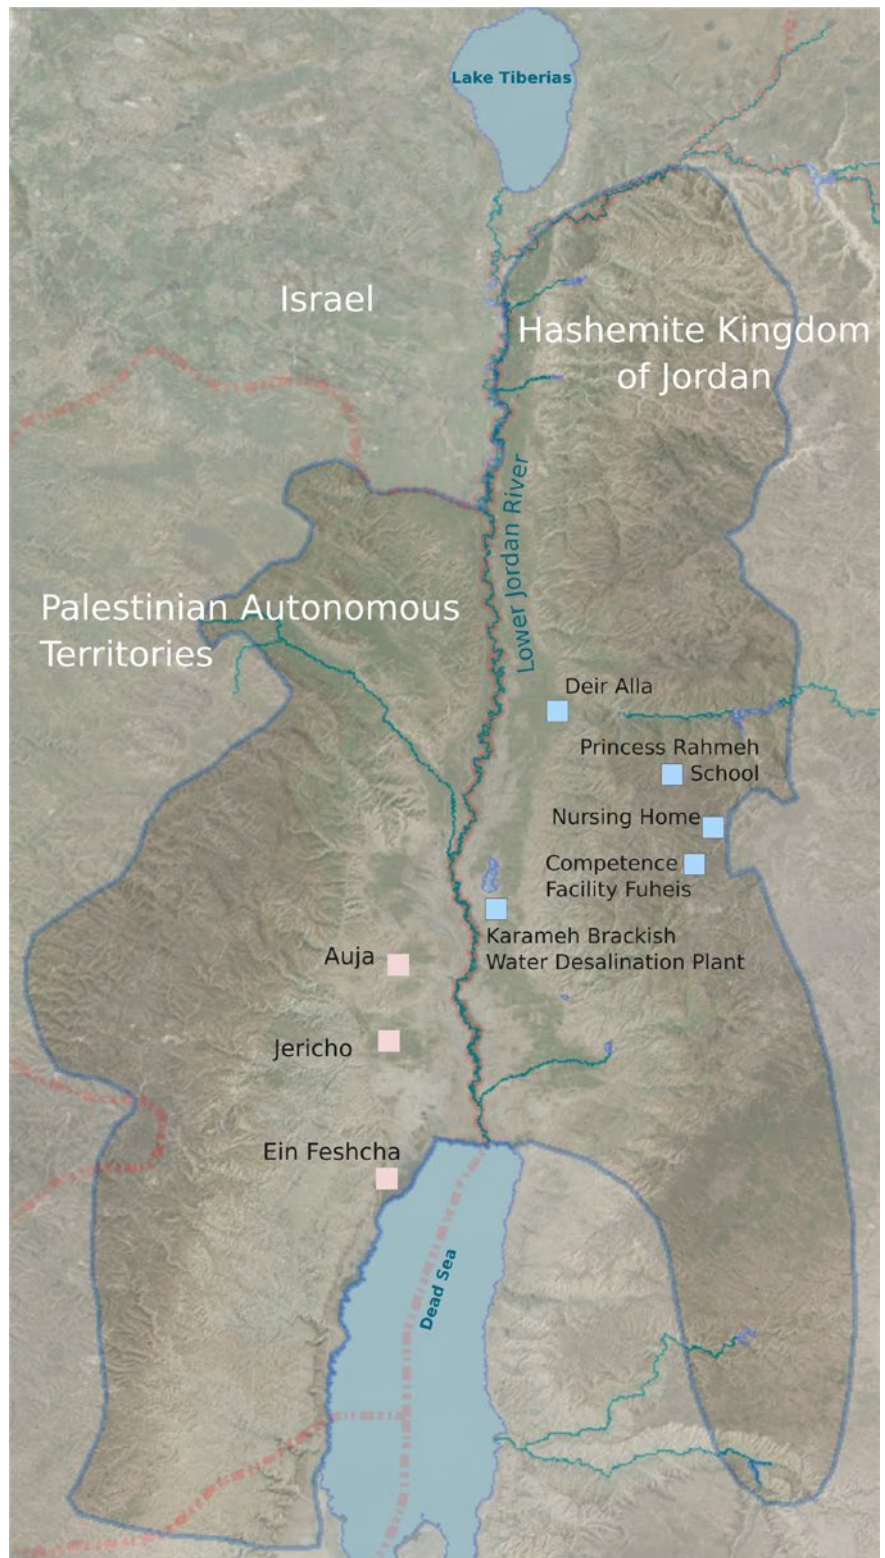 Lake Tiberias
Israel
Hashemite Kingdom
of Jordan
Lower Jordan River
Palestinian Autonomous
Territories
Deir Alla
Princess Rahmeh
School
Nursing Home
Competence
Facility Fuheis
Karameh Brackish
Water Desalination Plant
Auja
Jericho
Ein Feshcha
Dead Sea